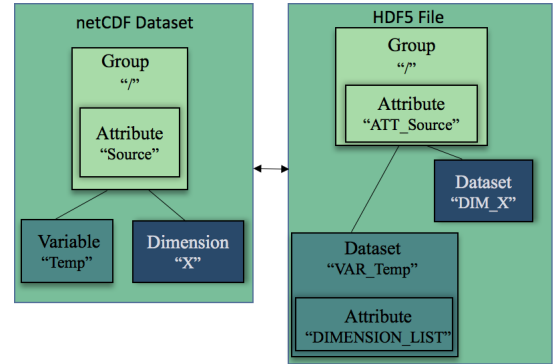 netCDF Dataset
Group
“/”
Attribute
“Source”
Variable
“Temp”
Dimension
“X”
HDF5 File
Group
“/”
Attribute
“ATT_Source”
Dataset
“DIM_X”
Dataset
“VAR_Temp”
Attribute
“DIMENSION_LIST”